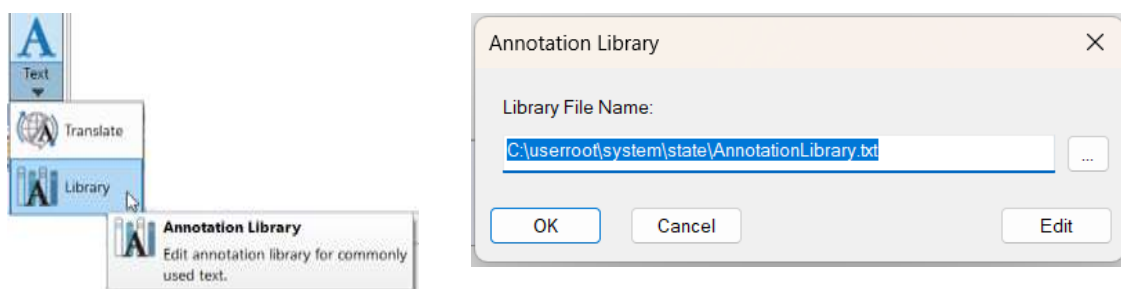 A
Text
Translate
Library
Annotation Library
Edit annotation library for commonly
used text.
Annotation Library
Library File Name:
C:\userroot\system\state\AnnotationLibrary.txt
...
OK
Cancel
Edit